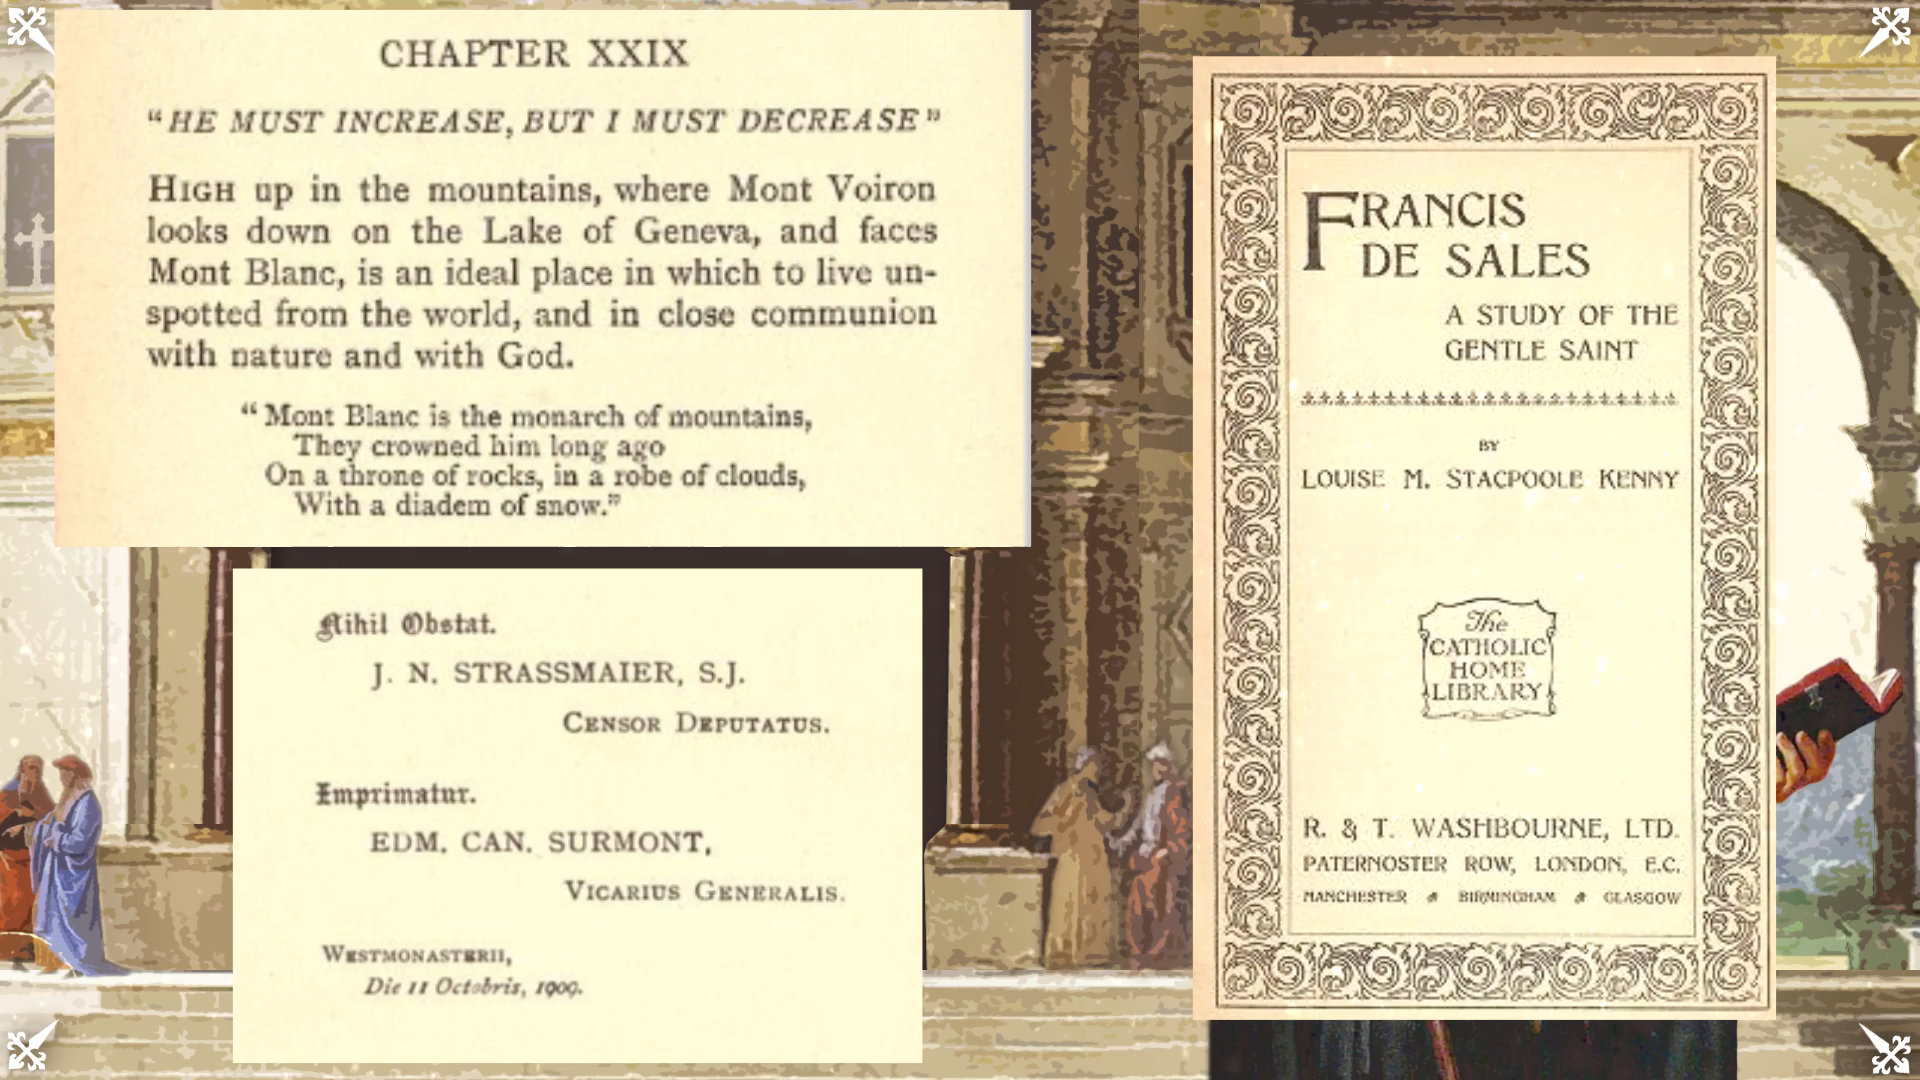 CHAPTER XXIX
"HE MUST INCREASE, BUT I MUST DECREASE"
HIGH up in the mountains, where Mont Voiron
looks down on the Lake of Geneva, and faces
Mont Blanc, is an ideal place in which to live un-
spotted from the world, and in close communion
with nature and with God.
"Mont Blanc is the monarch of mountains,
They crowned him long ago
On a throne of rocks, in a robe of clouds,
With a diadem of snow."
Nihil Obstat.
J. N. STRASSMAIER, S.J.
CENSOR DEPUTATUS.
Imprimatur.
EDM. CAN. SURMONT,
VICARIUS GENERALIS.
WESTMONASTERII,
Die 11 Octobris, 1909.
FRANCIS
DE SALES
A STUDY OF THE
GENTLE SAINT
BY
LOUISE M. STACPOOLE KENNY
The
CATHOLIC
HOME
LIBRARY
R. & T. WASHBOURNE, LTD.
PATERNOSTER ROW, LONDON, E.C.
MANCHESTER & BIRMINGHAM & GLASGOW